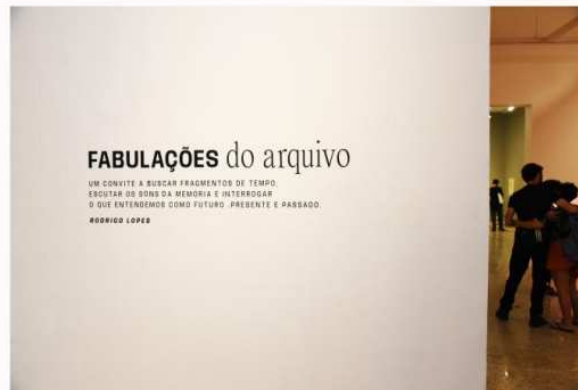 FABULAÇÕES do arquivo
UM CONVITE A BUSCAR FRAGMENTOS DE TEMPO,
ESCUTAR OS SONS DA MEMORIA E INTERROGAR
O QUE ENTENDEMOS COMO FUTURO .PRESENTE E PASSADO.
RODRIGO LOPES